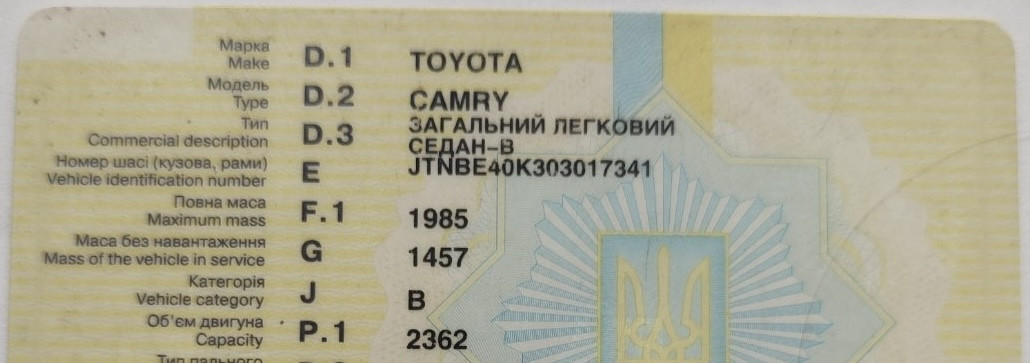 Марка
Make D.1 TOYOTA
Модель
Type D.2 CAMRY
Тип
Commercial description D.3 ЗАГАЛЬНИЙ ЛЕГКОВИЙ
СЕДАН-В
Номер шасі (кузова, рами)
Vehicle identification number E JTNBE40K303017341
Повна маса
Maximum mass F.1 1985
Маса без навантаження
Mass of the vehicle in service G 1457
Категорія
Vehicle category J B
Об'єм двигуна
Capacity P.1 2362
Тип пального